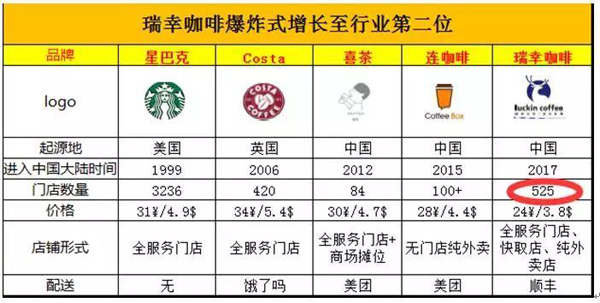 瑞幸咖啡爆炸式增长至行业第二位
品牌 星巴克 Costa 喜茶 连咖啡 瑞幸咖啡
logo COSTA COFFEE Coffee Box luckin coffee
起源地 美国 英国 中国 中国 中国
进入中国大陆时间 1999 2006 2012 2015 2017
门店数量 3236 420 84 100+ 525
价格 31¥/4.9$ 34¥/5.4$ 30¥/4.7$ 28¥/4.4$ 24¥/3.8$
店铺形式 全服务门店 全服务门店 全服务门店+商场摊位 无门店纯外卖 全服务门店、快取店、纯外卖店
配送 无 饿了吗 美团 美团 顺丰